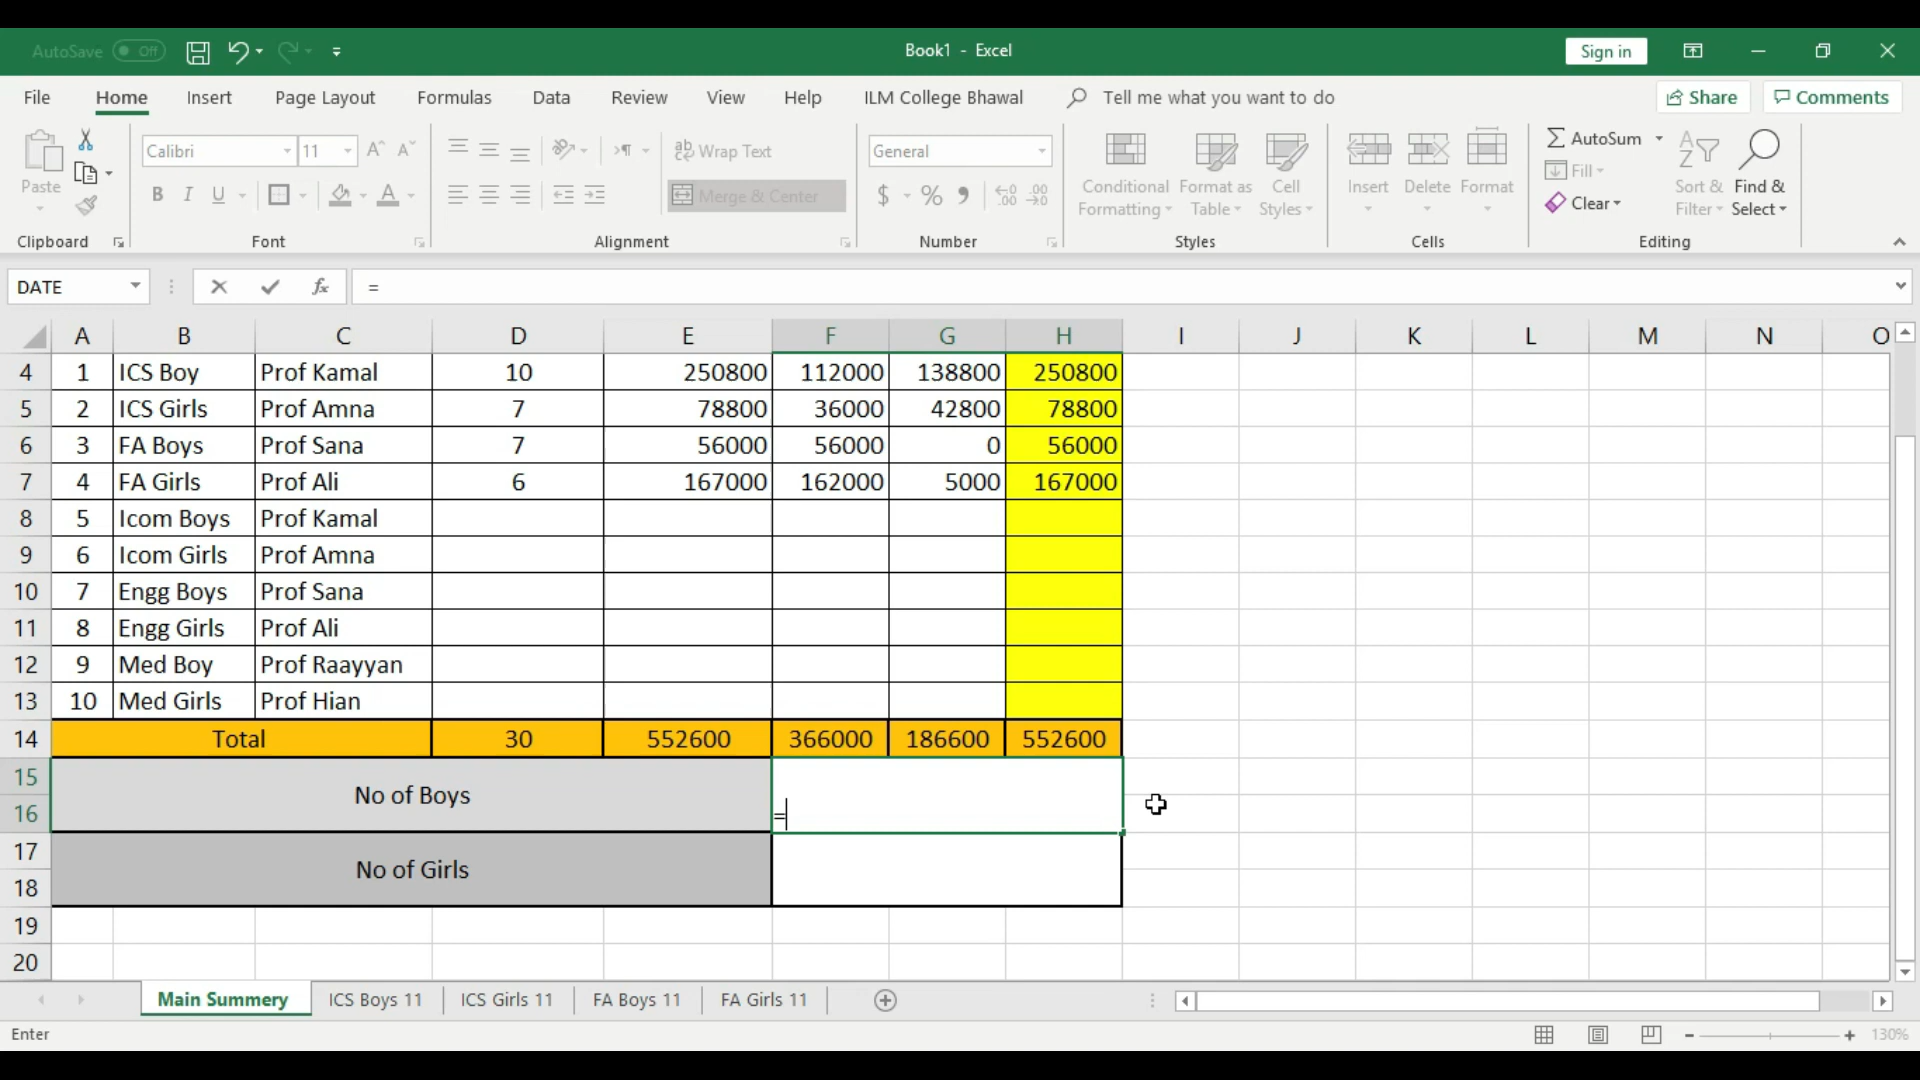 AutoSave Off
Book1 - Excel
Sign in
File Home Insert Page Layout Formulas Data Review View Help ILM College Bhawal Tell me what you want to do Share Comments
Paste
Clipboard
Calibri 11
B I U
Font
Wrap Text
Merge & Center
Alignment
General
$ % ,
Number
Conditional Formatting
Format as Table
Cell Styles
Styles
Insert
Delete
Format
Cells
AutoSum
Fill
Clear
Sort & Filter
Find & Select
Editing
DATE fx =
A B C D E F G H I J K L M N O
4 1 ICS Boy Prof Kamal 10 250800 112000 138800 250800
5 2 ICS Girls Prof Amna 7 78800 36000 42800 78800
6 3 FA Boys Prof Sana 7 56000 56000 0 56000
7 4 FA Girls Prof Ali 6 167000 162000 5000 167000
8 5 Icom Boys Prof Kamal
9 6 Icom Girls Prof Amna
10 7 Engg Boys Prof Sana
11 8 Engg Girls Prof Ali
12 9 Med Boy Prof Raayyan
13 10 Med Girls Prof Hian
14 Total 30 552600 366000 186600 552600
15
No of Boys
16 =
17
No of Girls
18
19
20
Main Summery ICS Boys 11 ICS Girls 11 FA Boys 11 FA Girls 11
Enter
130%